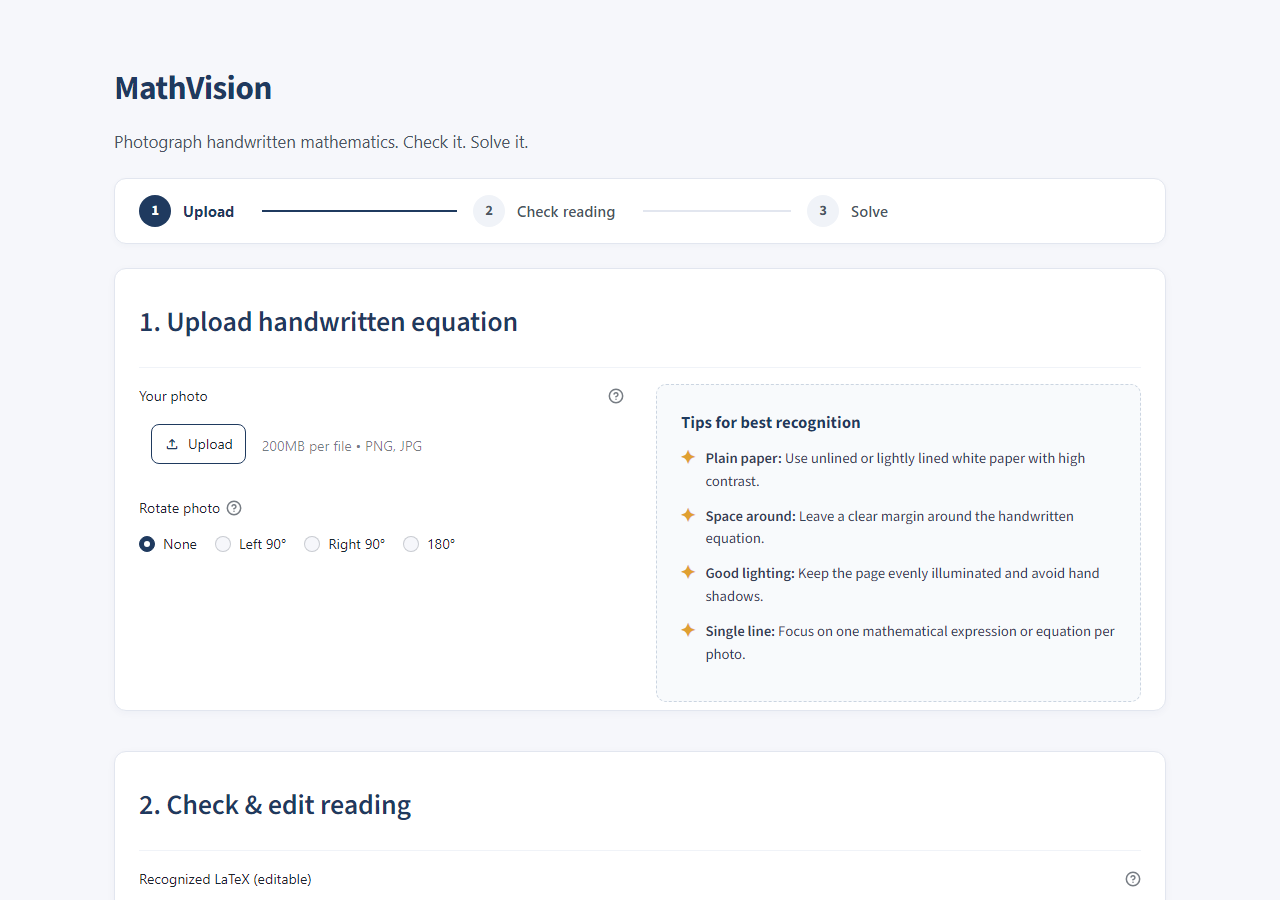 MathVision
Photograph handwritten mathematics. Check it. Solve it.
1 Upload 2 Check reading 3 Solve
1. Upload handwritten equation
Your photo
Upload 200MB per file • PNG, JPG
Rotate photo
None Left 90° Right 90° 180°
Tips for best recognition
Plain paper: Use unlined or lightly lined white paper with high
contrast.
Space around: Leave a clear margin around the handwritten
equation.
Good lighting: Keep the page evenly illuminated and avoid hand
shadows.
Single line: Focus on one mathematical expression or equation per
photo.
2. Check & edit reading
Recognized LaTeX (editable)